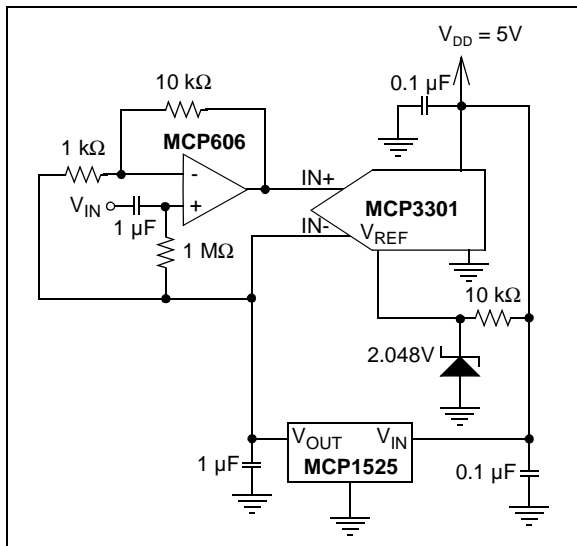 V_DD = 5V
10 kΩ
0.1 µF
MCP606
1 kΩ
-
IN+
+
MCP3301
V_IN
1 µF
IN-
V_REF
1 MΩ
10 kΩ
2.048V
V_OUT
V_IN
MCP1525
1 µF
0.1 µF